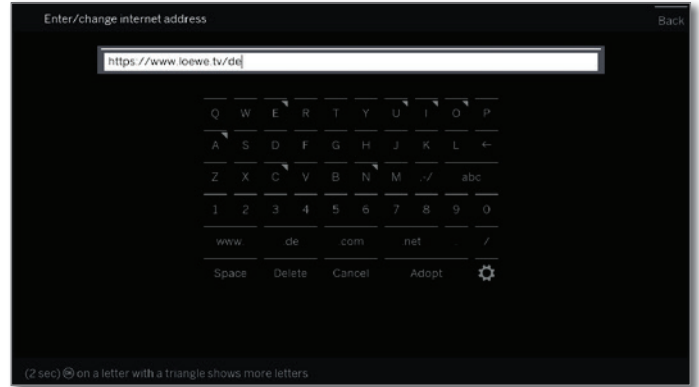 Enter/change internet address
Back
https://www.loewe.tv/de
Q W E R T Y U I O P
A S D F G H J K L ←
Z X C V B N M .-/ abc
1 2 3 4 5 6 7 8 9 0
www. .de .com .net . /
Space Delete Cancel Adopt
(2 sec) OK on a letter with a triangle shows more letters